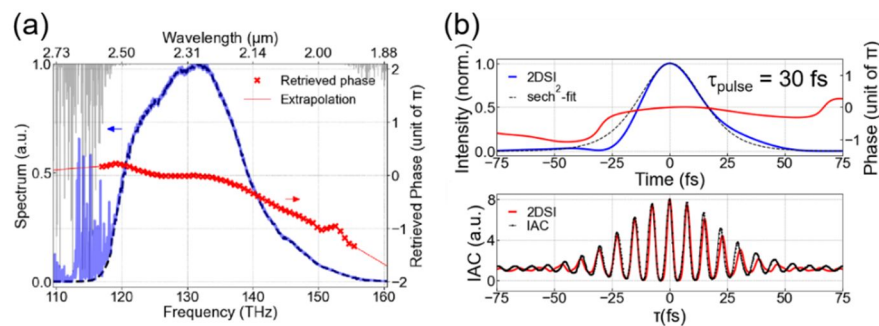 (a)
Wavelength (μm)
2.73 2.50 2.31 2.14 2.00 1.88
1.0
0.5
0.0
Spectrum (a.u.)
Retrieved phase
Extrapolation
2
1
0
−1
−2
Retrieved Phase (unit of π)
110 120 130 140 150 160
Frequency (THz)
(b)
Intensity (norm.)
1.0
0.5
0.0
2DSI
sech²-fit
τpulse = 30 fs
1
0
−1
Phase (unit of π)
−75 −50 −25 0 25 50 75
Time (fs)
IAC (a.u.)
8
4
0
2DSI
IAC
−75 −50 −25 0 25 50 75
τ(fs)